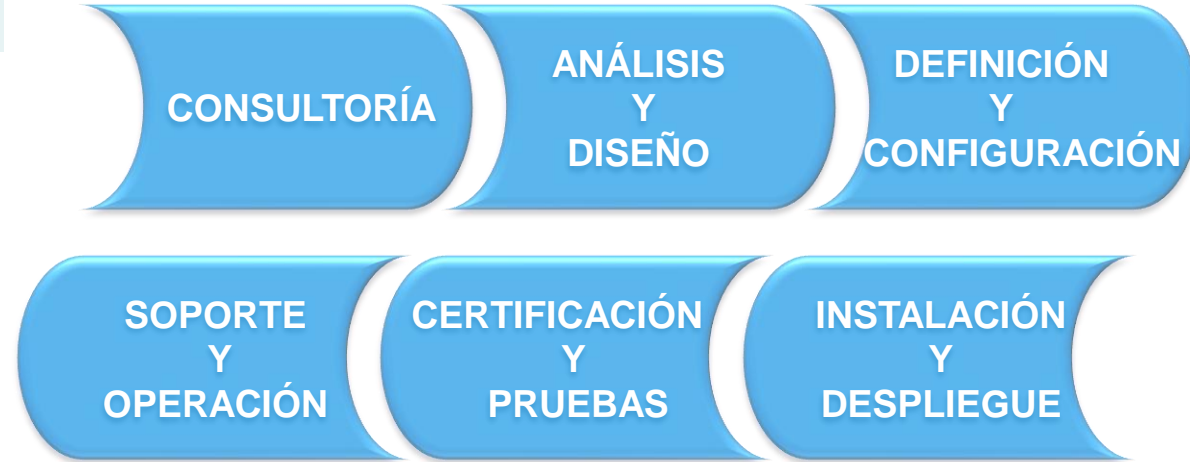 CONSULTORÍA
ANÁLISIS
Y
DISEÑO
DEFINICIÓN
Y
CONFIGURACIÓN
SOPORTE
Y
OPERACIÓN
CERTIFICACIÓN
Y
PRUEBAS
INSTALACIÓN
Y
DESPLIEGUE